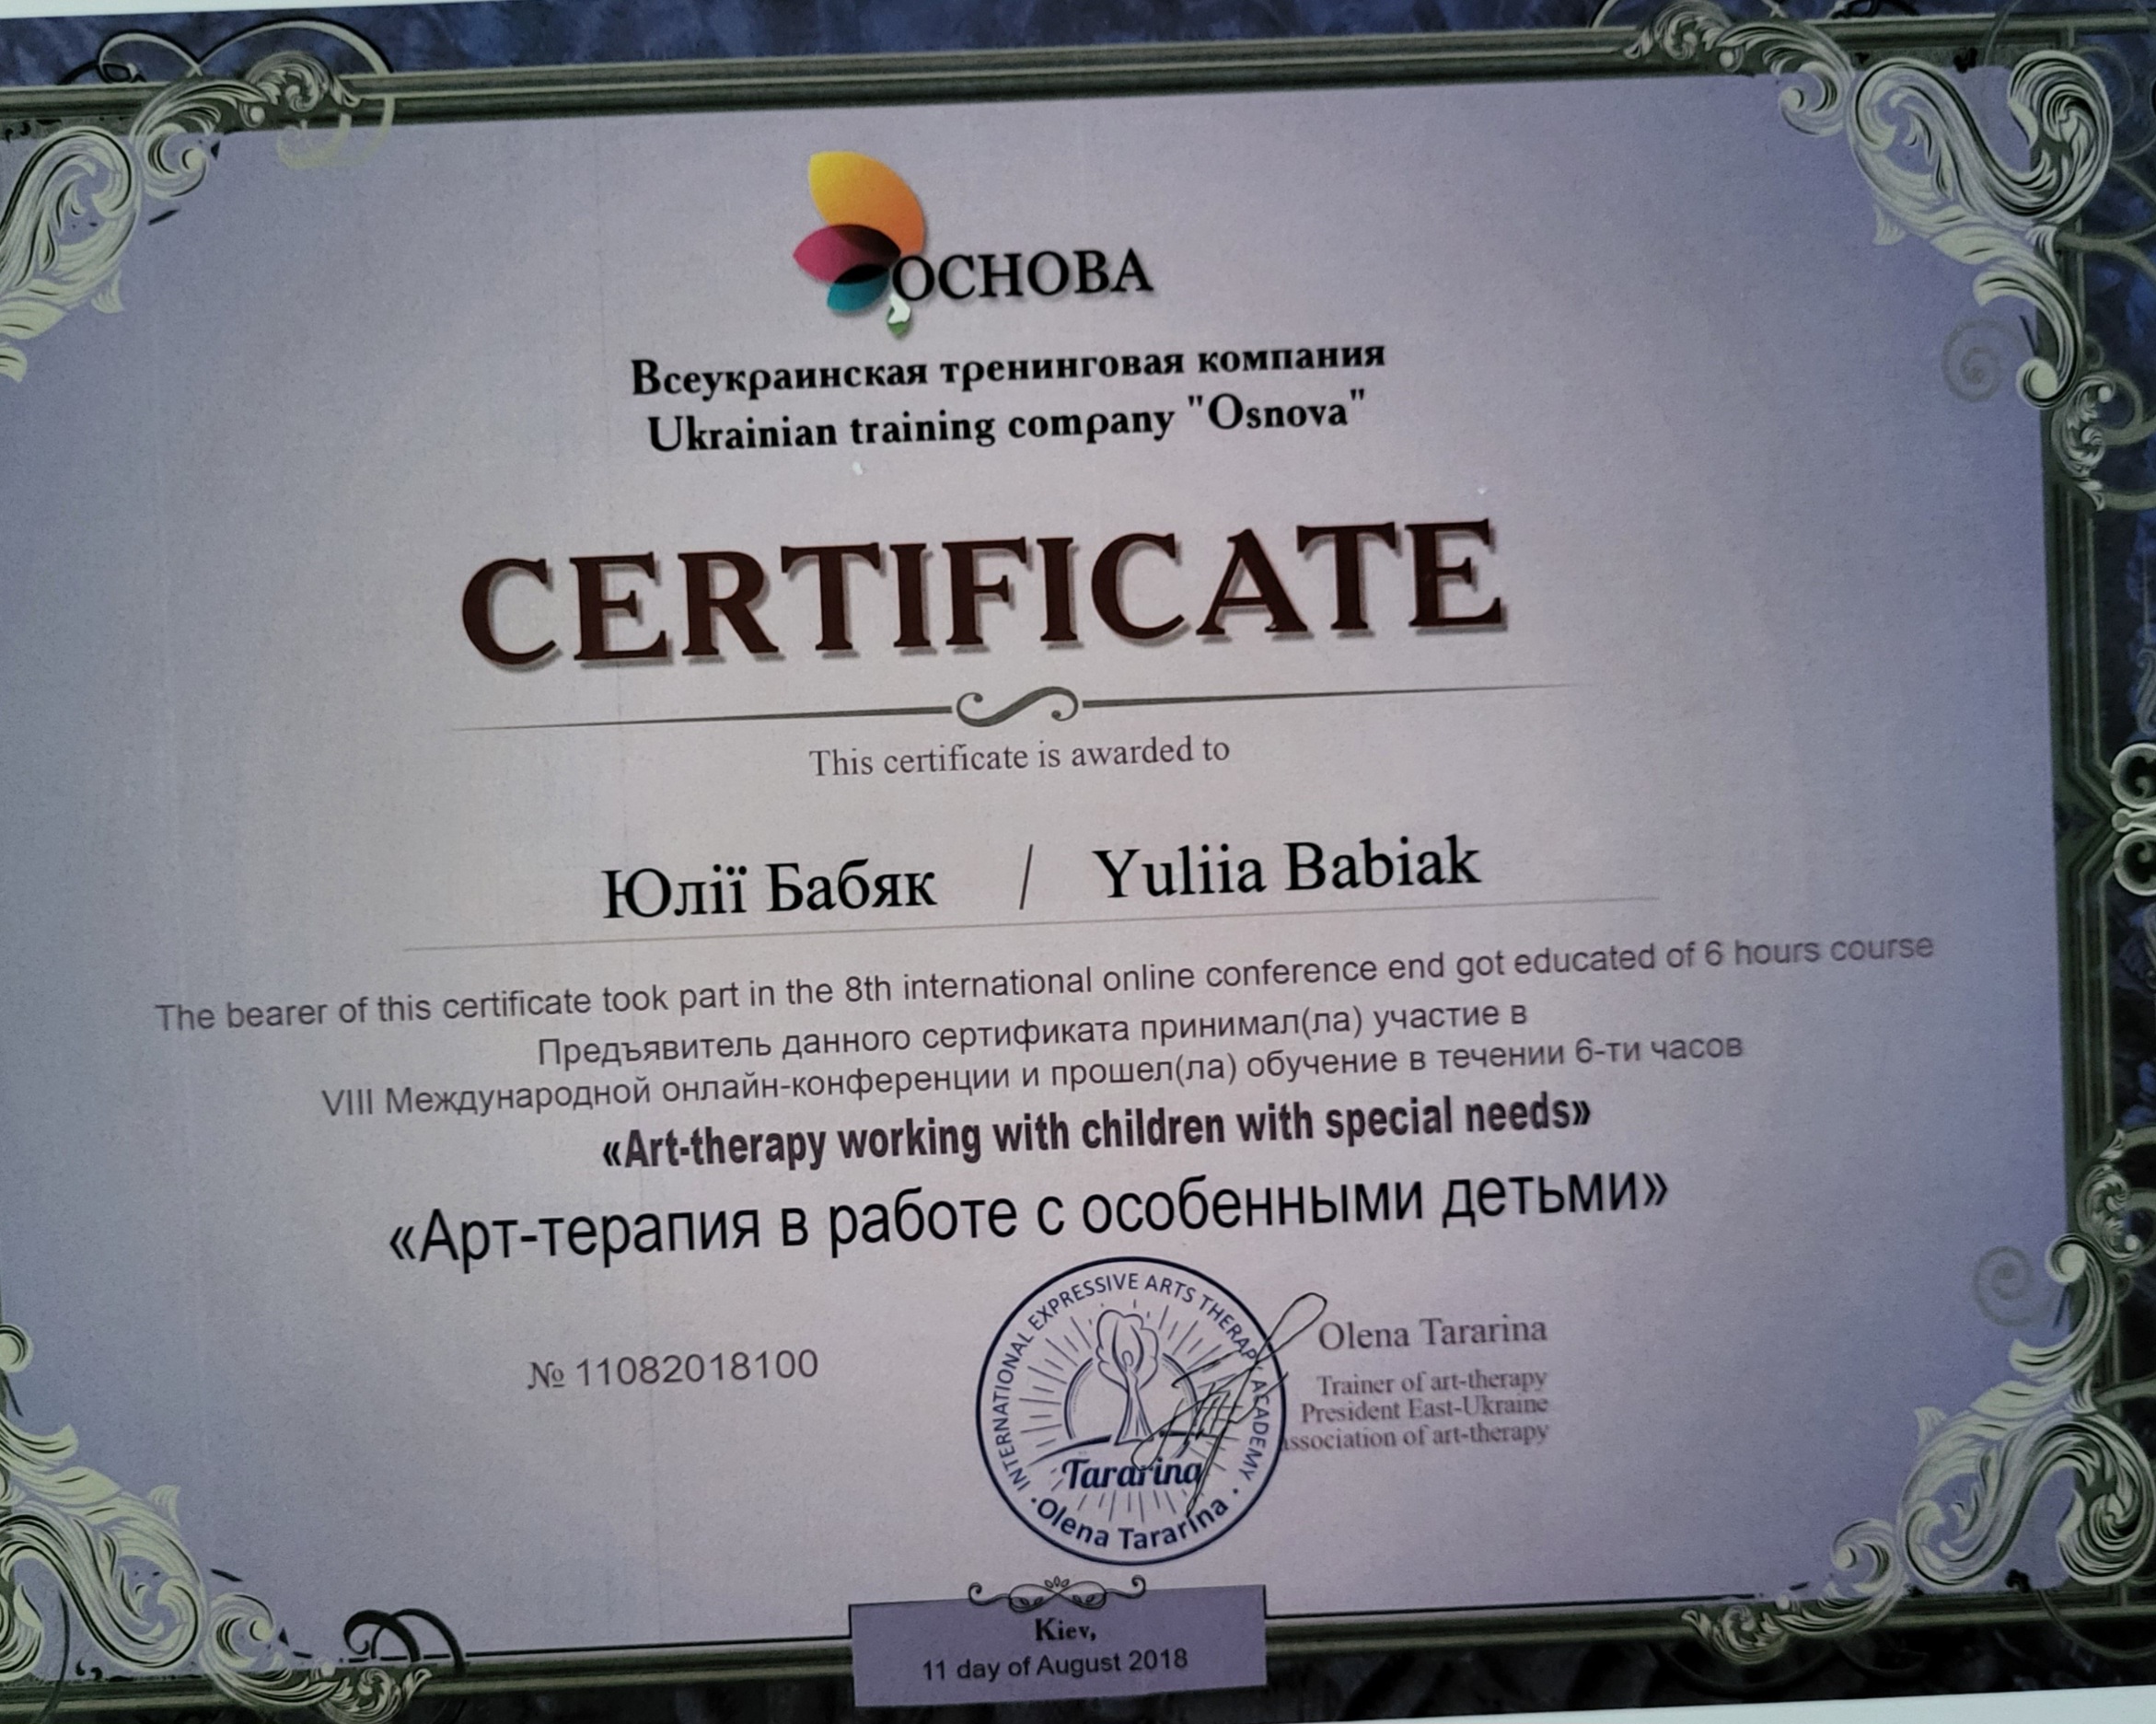 ОСНОВА
Всеукраинская тренинговая компания
Ukrainian training company "Osnova"
CERTIFICATE
This certificate is awarded to
Юлії Бабяк / Yuliia Babiak
The bearer of this certificate took part in the 8th international online conference end got educated of 6 hours course
Предъявитель данного сертификата принимал(ла) участие в
VIII Международной онлайн-конференции и прошел(ла) обучение в течении 6-ти часов
«Art-therapy working with children with special needs»
«Арт-терапия в работе с особенными детьми»
№ 11082018100
INTERNATIONAL EXPRESSIVE ARTS THERAPY ACADEMY
Tararina
Olena Tararina
Olena Tararina
Trainer of art-therapy
President East-Ukraine
ssociation of art-therapy
Kiev,
11 day of August 2018